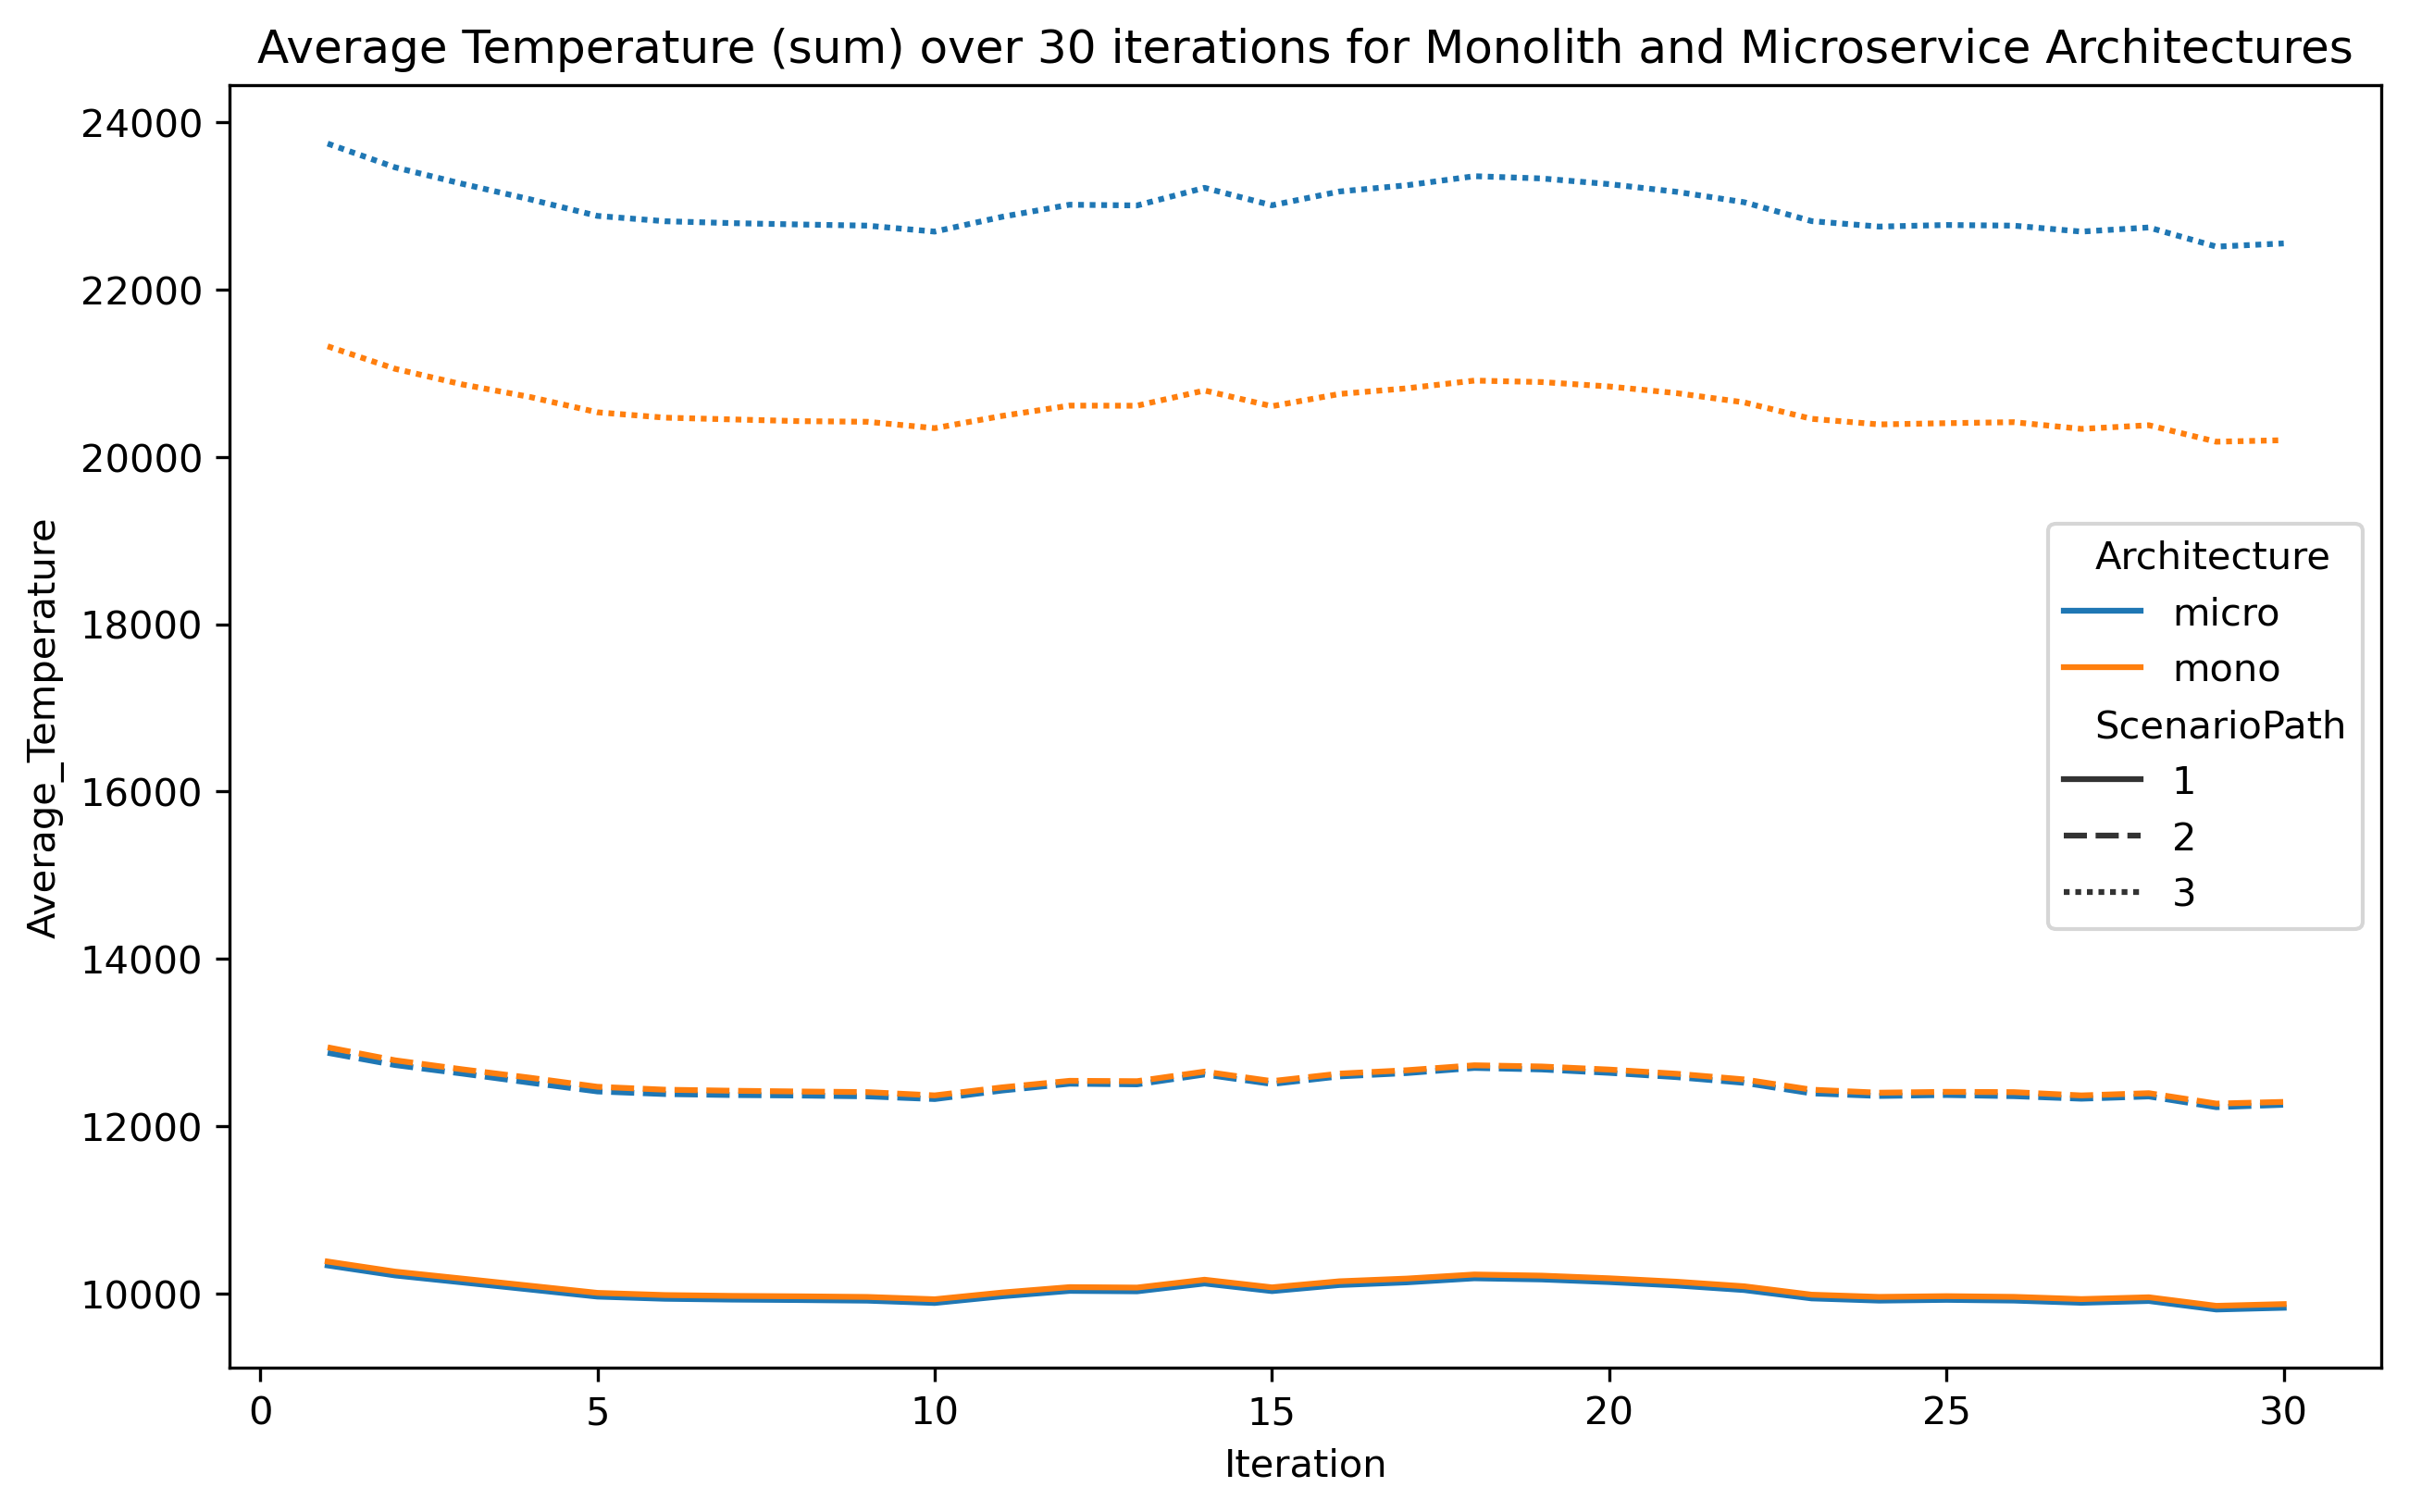 Average Temperature (sum) over 30 iterations for Monolith and Microservice Architectures
24000
22000
20000
18000
16000
14000
12000
10000
Average_Temperature
Architecture
micro
mono
ScenarioPath
1
2
3
0 5 10 15 20 25 30
Iteration